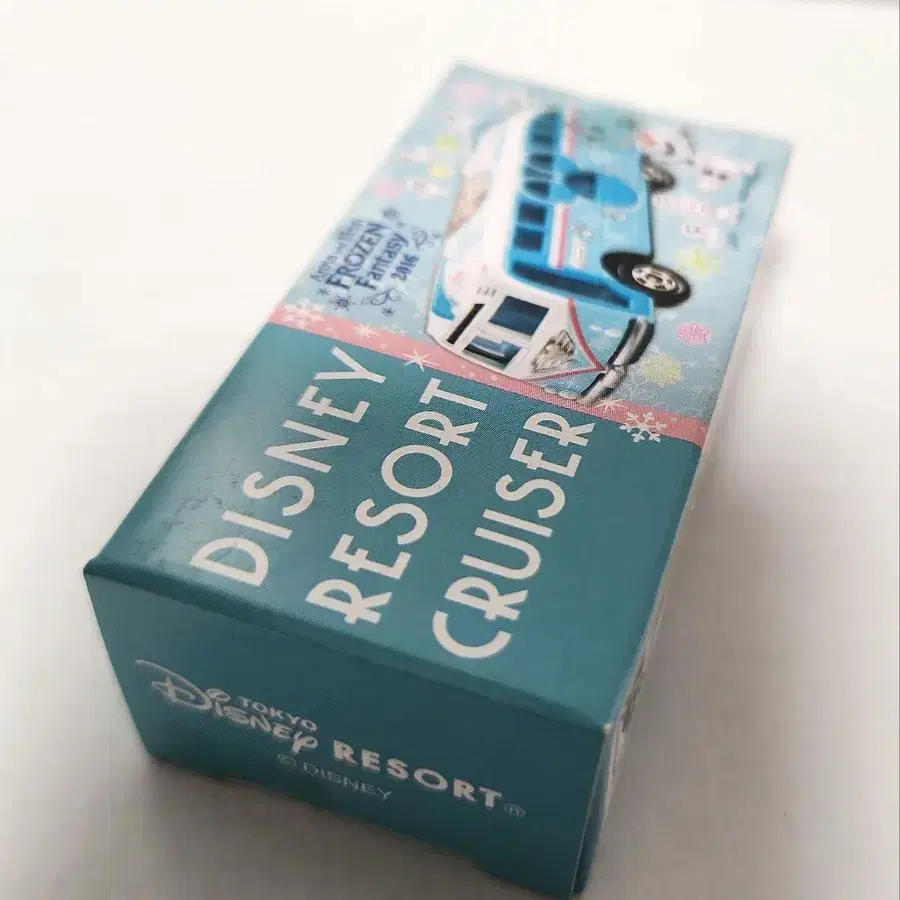 Anna and Elsa's
FROZEN
Fantasy
2016
DISNEY
RESORT
CRUISER
TOKYO
DISNEY RESORT®
© DISNEY